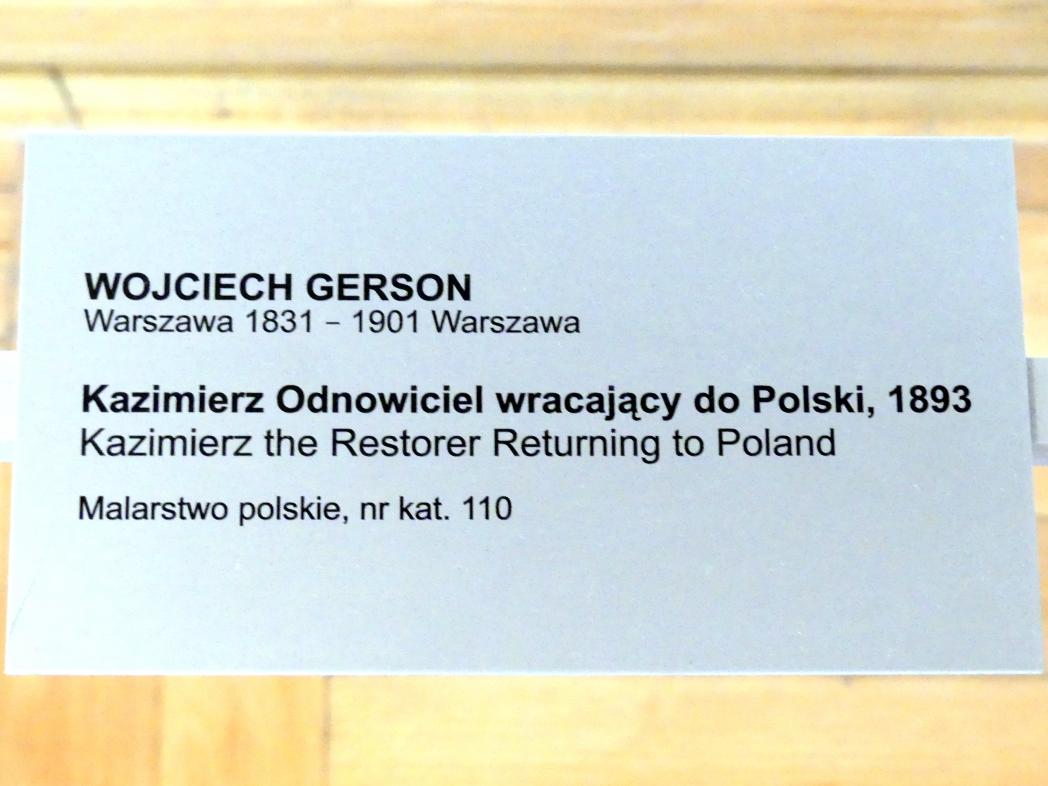 WOJCIECH GERSON
Warszawa 1831 – 1901 Warszawa
Kazimierz Odnowiciel wracający do Polski, 1893
Kazimierz the Restorer Returning to Poland
Malarstwo polskie, nr kat. 110